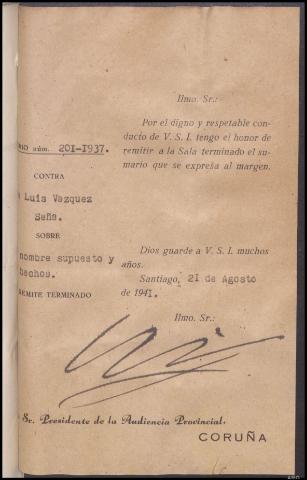 Ilmo. Sr.:
Por el digno y respetable con-
ducto de V. S. I. tengo el honor de
remitir a la Sala terminado el su-
mario que se expresa al margen.
RIO núm. 201-1937.
CONTRA
Luis Vazquez
Seña.
SOBRE
nombre supuesto y
hechos.
REMITE TERMINADO
Dios guarde a V. S. I. muchos
años.
Santiago, 21 de Agosto
de 1941.
Ilmo. Sr.:
Sr. Presidente de la Audiencia Provincial.
CORUÑA